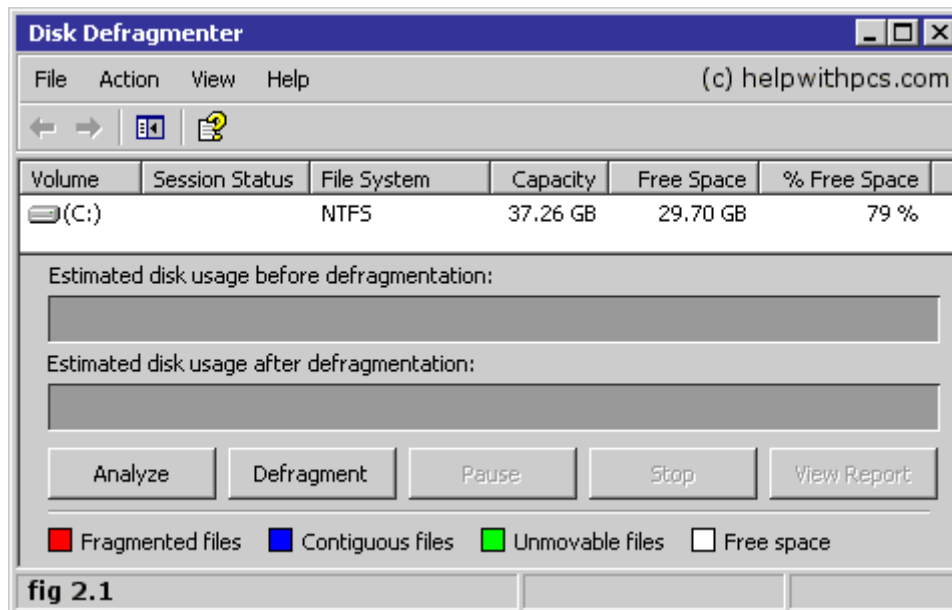 Disk Defragmenter
File Action View Help (c) helpwithpcs.com
Volume Session Status File System Capacity Free Space % Free Space
(C:) NTFS 37.26 GB 29.70 GB 79 %
Estimated disk usage before defragmentation:
Estimated disk usage after defragmentation:
Analyze Defragment Pause Stop View Report
Fragmented files Contiguous files Unmovable files Free space
fig 2.1